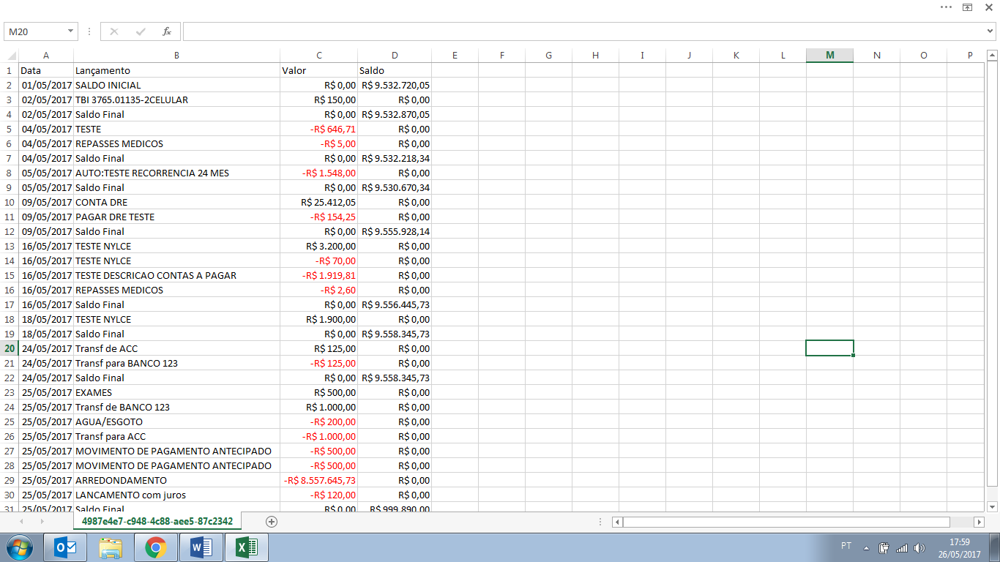 M20
fx
A B C D E F G H I J K L M N O P
1 Data Lançamento Valor Saldo
2 01/05/2017 SALDO INICIAL R$ 0,00 R$ 9.532.720,05
3 02/05/2017 TBI 3765.01135-2CELULAR R$ 150,00 R$ 0,00
4 02/05/2017 Saldo Final R$ 0,00 R$ 9.532.870,05
5 04/05/2017 TESTE -R$ 646,71 R$ 0,00
6 04/05/2017 REPASSES MEDICOS -R$ 5,00 R$ 0,00
7 04/05/2017 Saldo Final R$ 0,00 R$ 9.532.218,34
8 05/05/2017 AUTO:TESTE RECORRENCIA 24 MES -R$ 1.548,00 R$ 0,00
9 05/05/2017 Saldo Final R$ 0,00 R$ 9.530.670,34
10 09/05/2017 CONTA DRE R$ 25.412,05 R$ 0,00
11 09/05/2017 PAGAR DRE TESTE -R$ 154,25 R$ 0,00
12 09/05/2017 Saldo Final R$ 0,00 R$ 9.555.928,14
13 16/05/2017 TESTE NYLCE R$ 3.200,00 R$ 0,00
14 16/05/2017 TESTE NYLCE -R$ 70,00 R$ 0,00
15 16/05/2017 TESTE DESCRICAO CONTAS A PAGAR -R$ 1.919,81 R$ 0,00
16 16/05/2017 REPASSES MEDICOS -R$ 2,60 R$ 0,00
17 16/05/2017 Saldo Final R$ 0,00 R$ 9.556.445,73
18 18/05/2017 TESTE NYLCE R$ 1.900,00 R$ 0,00
19 18/05/2017 Saldo Final R$ 0,00 R$ 9.558.345,73
20 24/05/2017 Transf de ACC R$ 125,00 R$ 0,00
21 24/05/2017 Transf para BANCO 123 -R$ 125,00 R$ 0,00
22 24/05/2017 Saldo Final R$ 0,00 R$ 9.558.345,73
23 25/05/2017 EXAMES R$ 500,00 R$ 0,00
24 25/05/2017 Transf de BANCO 123 R$ 1.000,00 R$ 0,00
25 25/05/2017 AGUA/ESGOTO -R$ 200,00 R$ 0,00
26 25/05/2017 Transf para ACC -R$ 1.000,00 R$ 0,00
27 25/05/2017 MOVIMENTO DE PAGAMENTO ANTECIPADO -R$ 500,00 R$ 0,00
28 25/05/2017 MOVIMENTO DE PAGAMENTO ANTECIPADO -R$ 500,00 R$ 0,00
29 25/05/2017 ARREDONDAMENTO -R$ 8.557.645,73 R$ 0,00
30 25/05/2017 LANCAMENTO com juros -R$ 120,00 R$ 0,00
31 25/05/2017 Saldo Final R$ 0,00 R$ 999.890,00
4987e4e7-c948-4c88-aee5-87c2342
PT
17:59
26/05/2017